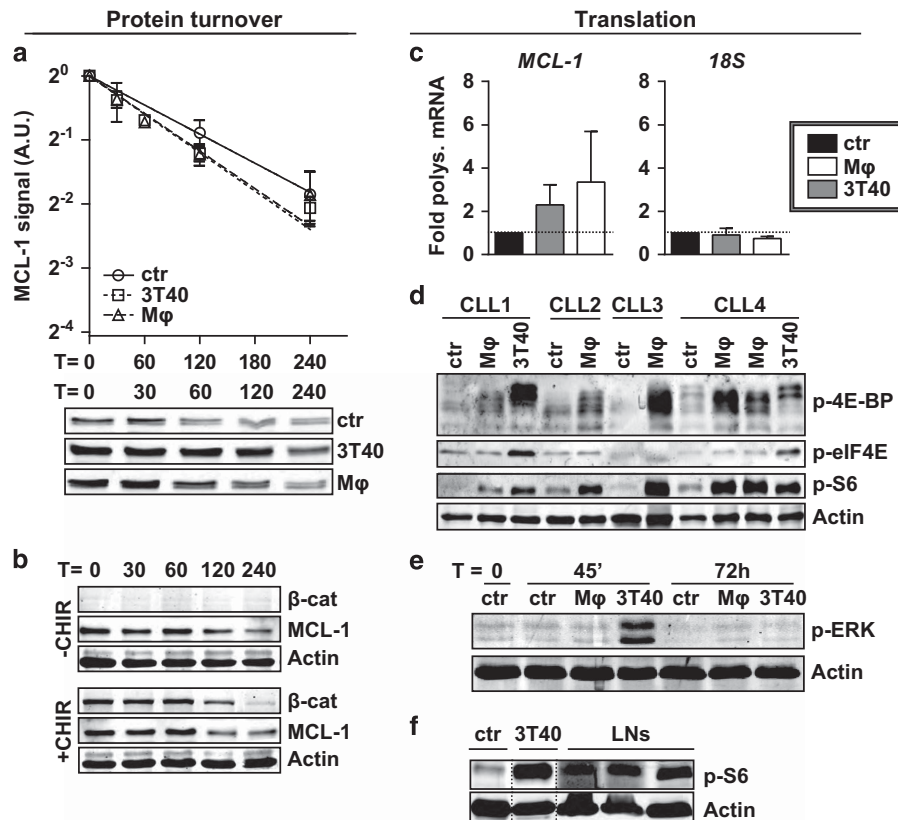 Protein turnover
Translation
a
MCL-1 signal (A.U.)
2⁰
2⁻¹
2⁻²
2⁻³
2⁻⁴
ctr
3T40
Mφ
T= 0 60 120 180 240
T= 0 30 60 120 240
ctr
3T40
Mφ
b
T= 0 30 60 120 240
-CHIR
β-cat
MCL-1
Actin
+CHIR
β-cat
MCL-1
Actin
c
MCL-1
18S
Fold polys. mRNA
8
6
4
2
0
8
6
4
2
0
ctr
Mφ
3T40
d
CLL1 CLL2 CLL3 CLL4
ctr Mφ 3T40 ctr Mφ ctr Mφ ctr Mφ Mφ 3T40
p-4E-BP
p-eIF4E
p-S6
Actin
e
T = 0 45' 72h
ctr ctr Mφ 3T40 ctr Mφ 3T40
p-ERK
Actin
f
ctr 3T40 LNs
p-S6
Actin